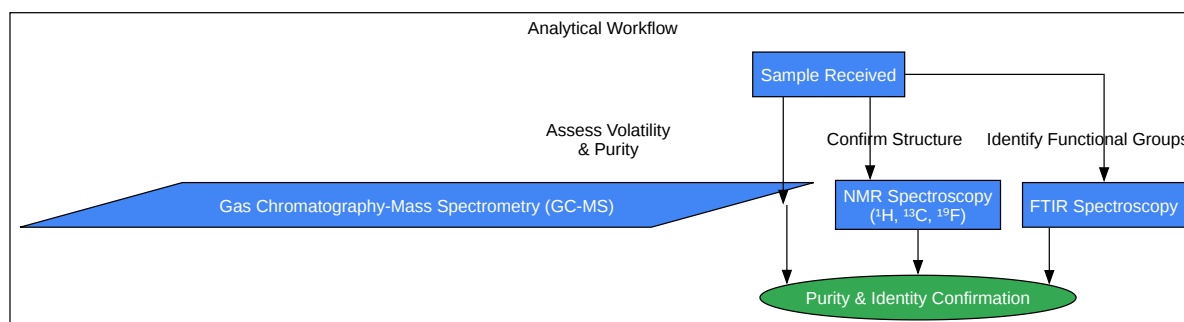 Analytical Workflow
Sample Received
Assess Volatility
& Purity
Confirm Structure
Identify Functional Groups
Gas Chromatography-Mass Spectrometry (GC-MS)
NMR Spectroscopy
(¹H, ¹³C, ¹⁹F)
FTIR Spectroscopy
Purity & Identity Confirmation